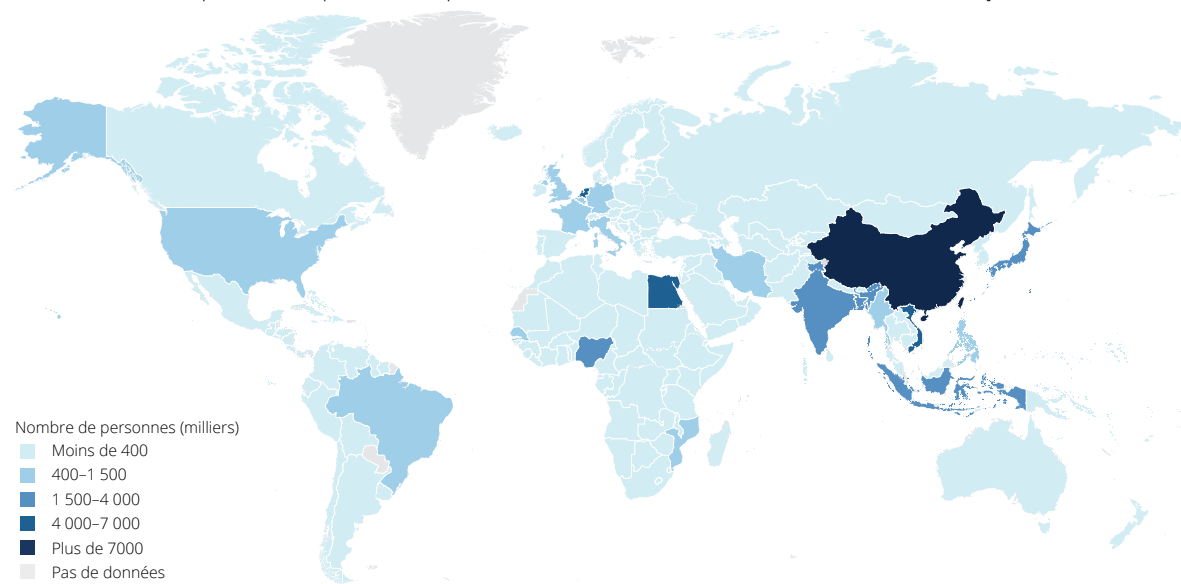 Nombre de personnes (milliers)
Moins de 400
400–1 500
1 500–4 000
4 000–7 000
Plus de 7000
Pas de données